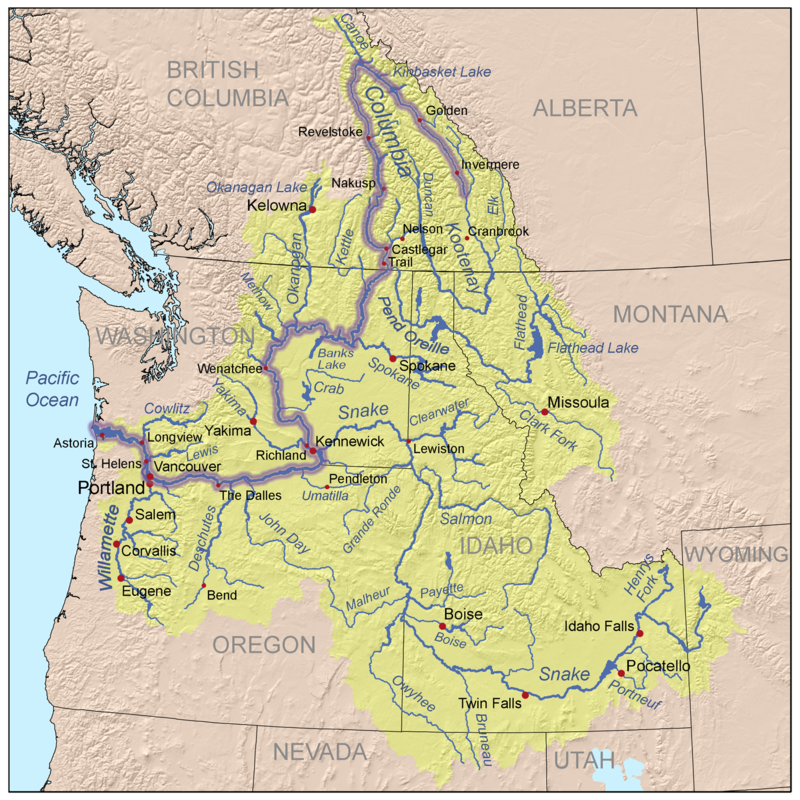 Canoe
BRITISH
COLUMBIA
Kinbasket Lake
ALBERTA
Columbia
Golden
Revelstoke
Invermere
Nakusp
Okanagan Lake
Duncan
Elk
Kelowna
Kettle
Nelson
Cranbrook
Kootenay
Castlegar
Trail
Okanagan
Methow
MONTANA
WASHINGTON
Pend Oreille
Flathead
Flathead Lake
Banks
Lake
Wenatchee
Spokane
Spokane
Pacific
Ocean
Crab
Yakima
Cowlitz
Snake
Clearwater
Missoula
Clark Fork
Yakima
Astoria
Longview
Kennewick
Lewis
Richland
Lewiston
St. Helens
Vancouver
Portland
The Dalles
Pendleton
Umatilla
Willamette
Salem
Deschutes
John Day
Grande Ronde
Salmon
IDAHO
Corvallis
WYOMING
Henrys
Fork
Eugene
Bend
Malheur
Payette
Boise
Boise
Idaho Falls
OREGON
Snake
Pocatello
Owyhee
Twin Falls
Portneuf
Bruneau
NEVADA
UTAH